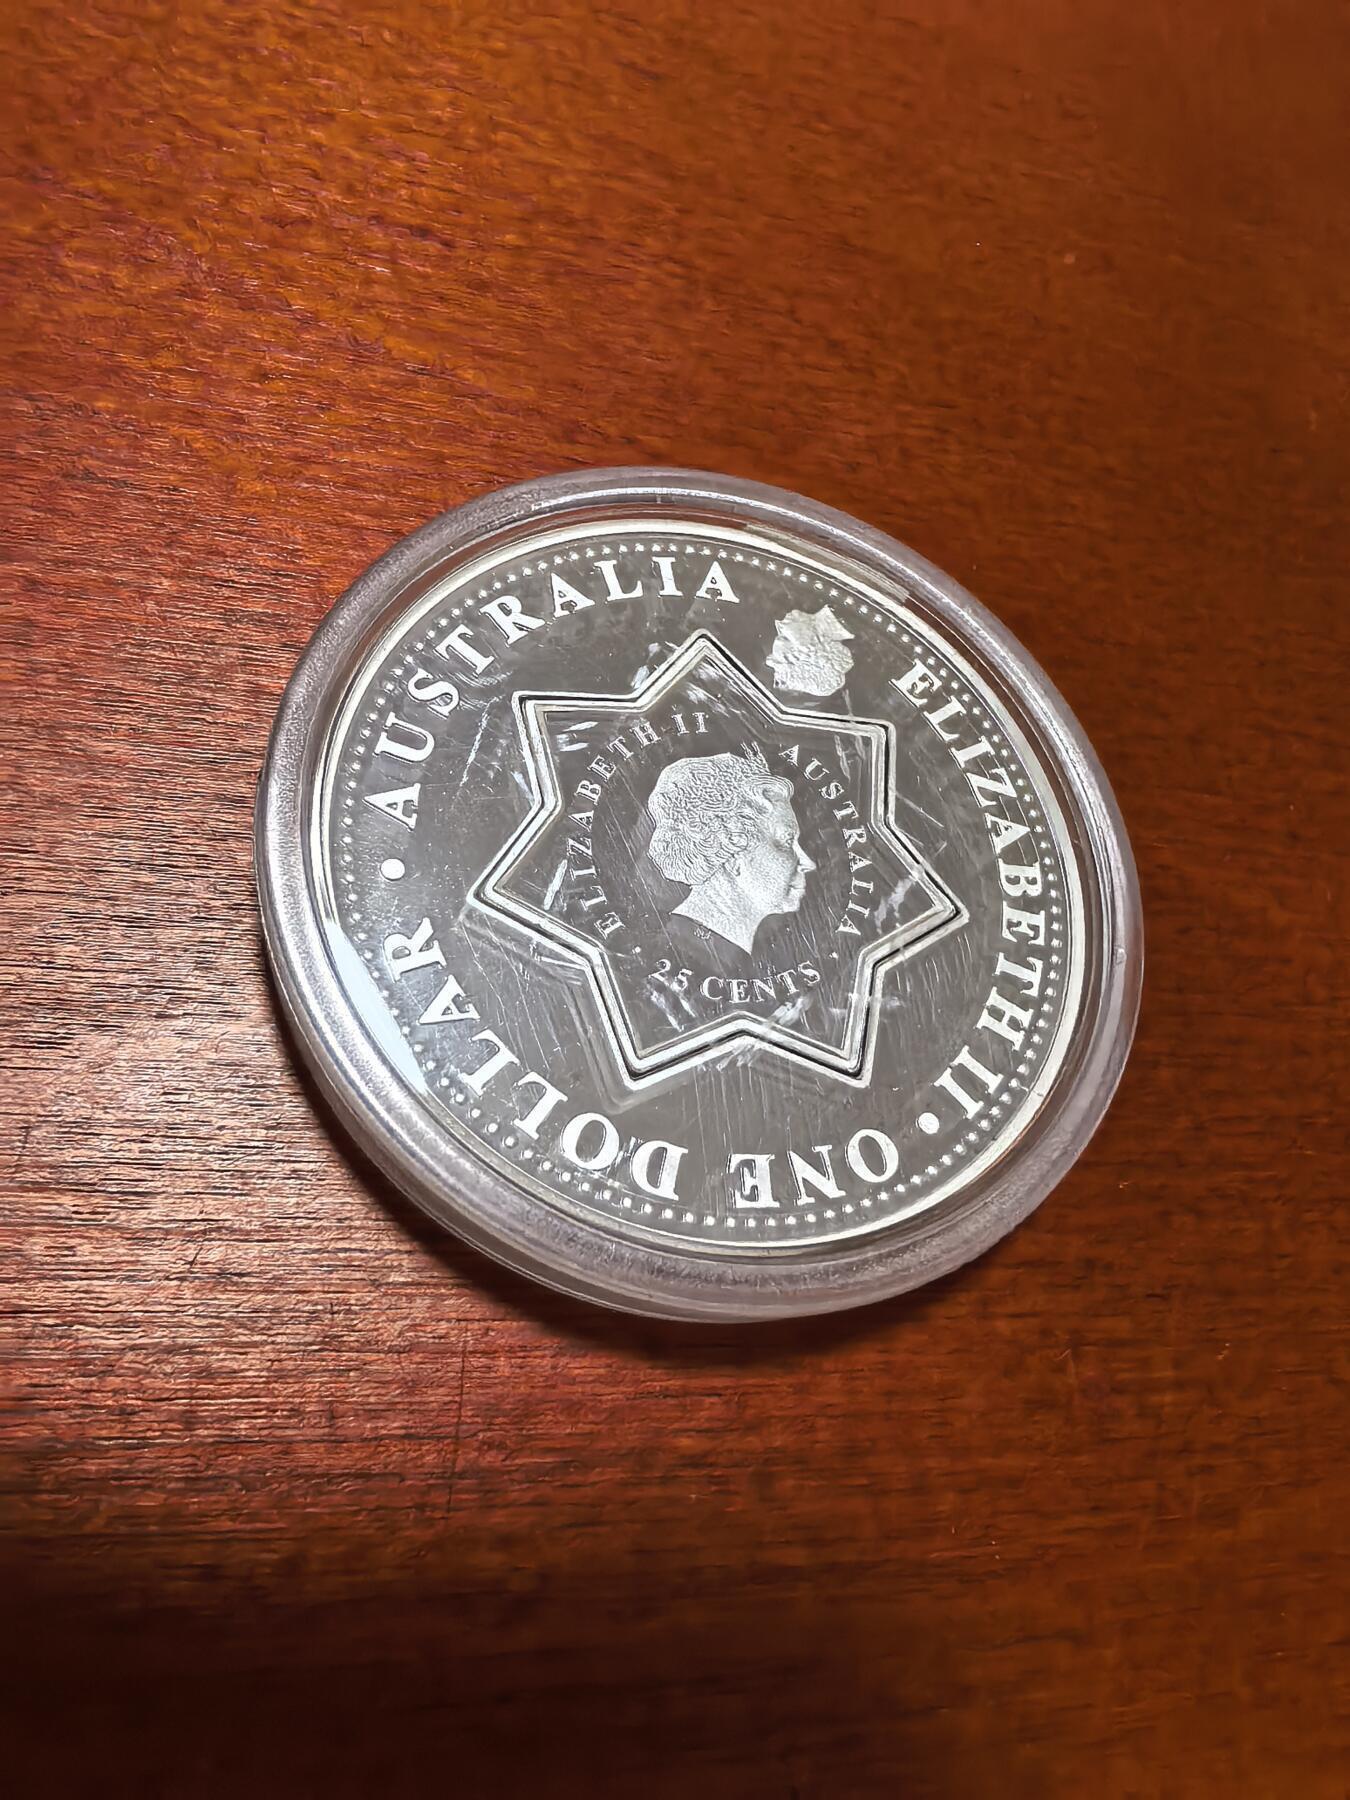 AUSTRALIA
ELIZABETH II • ONE DOLLAR •
ELIZABETH II
AUSTRALIA
• 25 CENTS •